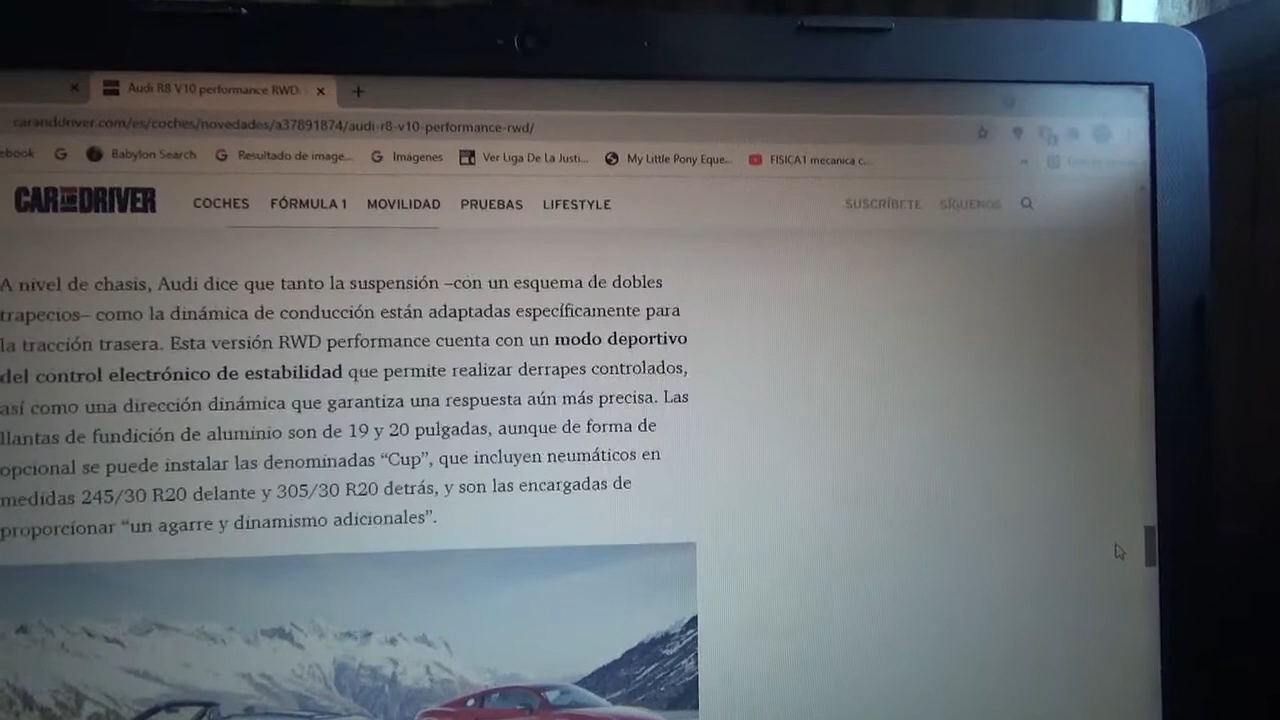 Audi R8 V10 performance RWD
caranddriver.com/es/coches/novedades/a37891874/audi-r8-v10-performance-rwd/
ebook Babylon Search Resultado de image... Imágenes Ver Liga De La Justi... My Little Pony Eque... FISICA1 mecanica c...
CAR AND DRIVER COCHES FÓRMULA 1 MOVILIDAD PRUEBAS LIFESTYLE SUSCRÍBETE SÍGUENOS
A nivel de chasis, Audi dice que tanto la suspensión –con un esquema de dobles
trapecios– como la dinámica de conducción están adaptadas específicamente para
la tracción trasera. Esta versión RWD performance cuenta con un modo deportivo
del control electrónico de estabilidad que permite realizar derrapes controlados,
así como una dirección dinámica que garantiza una respuesta aún más precisa. Las
llantas de fundición de aluminio son de 19 y 20 pulgadas, aunque de forma de
opcional se puede instalar las denominadas “Cup”, que incluyen neumáticos en
medidas 245/30 R20 delante y 305/30 R20 detrás, y son las encargadas de
proporcionar “un agarre y dinamismo adicionales”.